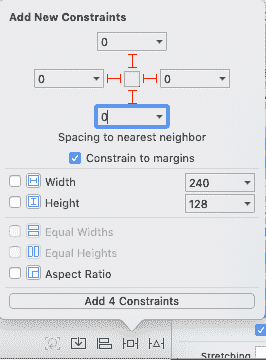 Add New Constraints
0
0 0
0
Spacing to nearest neighbor
Constrain to margins
Width 240
Height 128
Equal Widths
Equal Heights
Aspect Ratio
Add 4 Constraints
Stretching